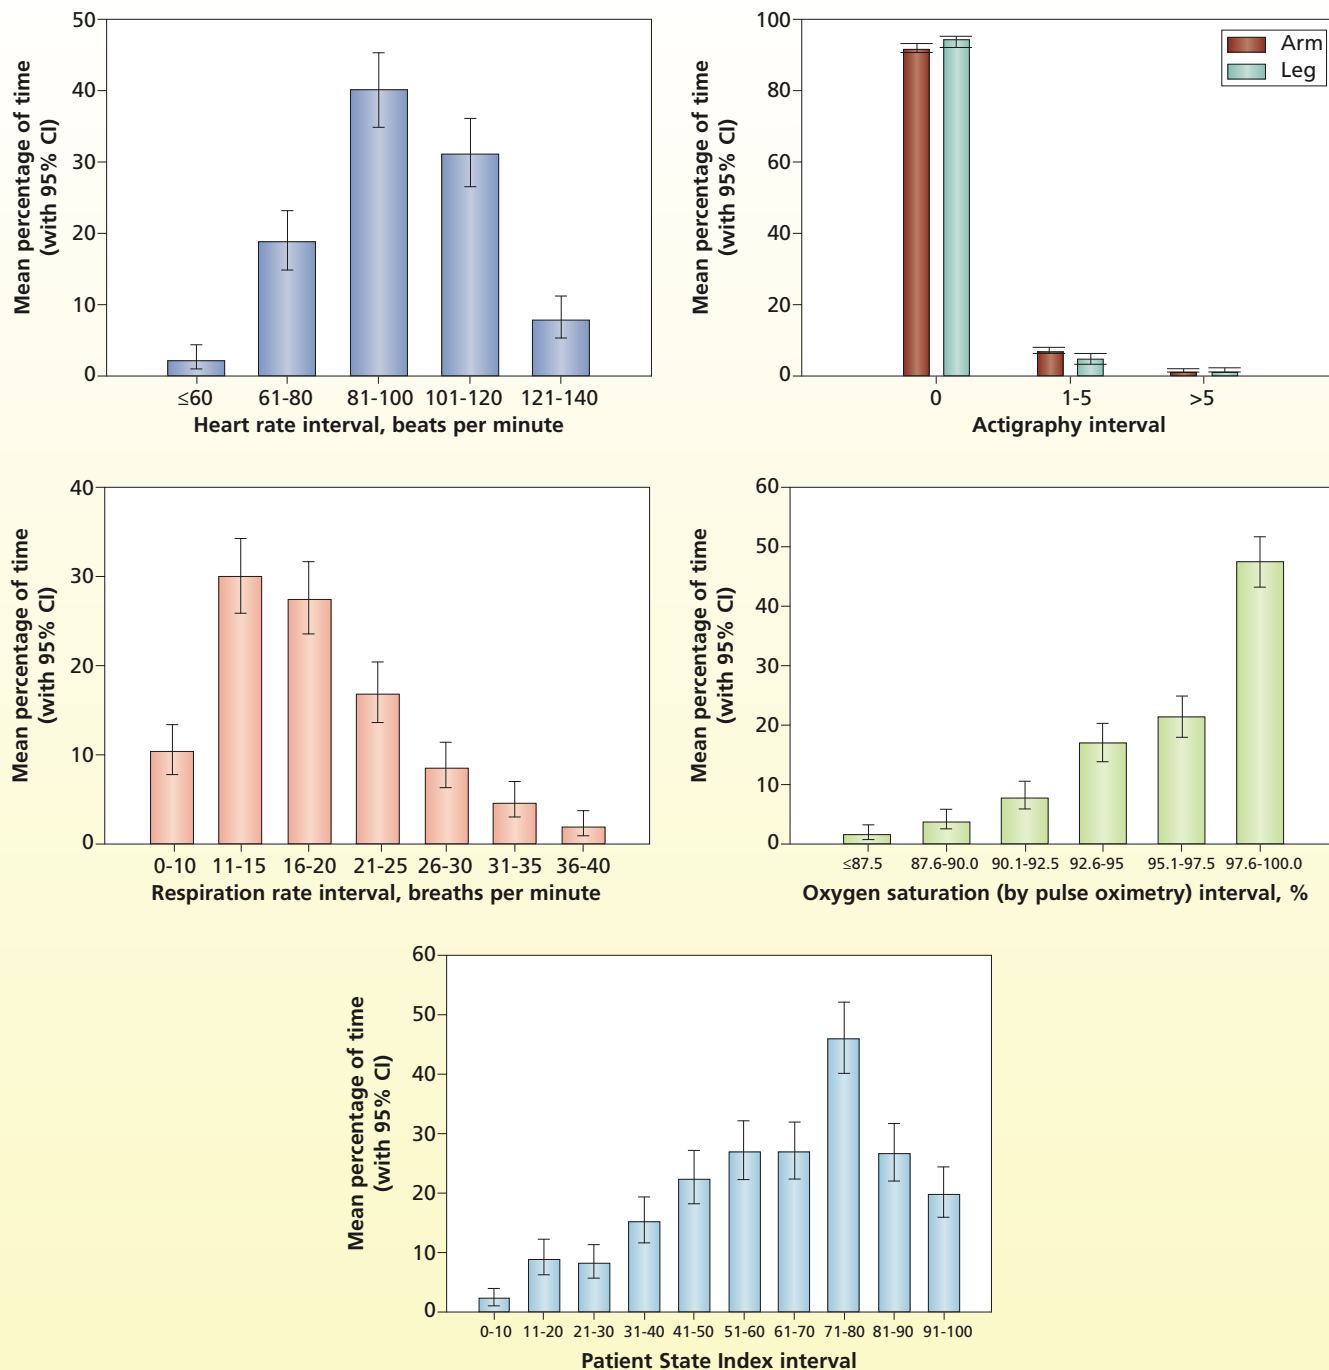 Mean percentage of time
(with 95% CI)
50
40
30
20
10
0
≤60 61-80 81-100 101-120 121-140
Heart rate interval, beats per minute
Mean percentage of time
(with 95% CI)
100
80
60
40
20
0
Arm
Leg
0 1-5 >5
Actigraphy interval
Mean percentage of time
(with 95% CI)
40
30
20
10
0
0-10 11-15 16-20 21-25 26-30 31-35 36-40
Respiration rate interval, breaths per minute
Mean percentage of time
(with 95% CI)
60
50
40
30
20
10
0
≤87.5 87.6-90.0 90.1-92.5 92.6-95 95.1-97.5 97.6-100.0
Oxygen saturation (by pulse oximetry) interval, %
Mean percentage of time
(with 95% CI)
60
50
40
30
20
10
0
0-10 11-20 21-30 31-40 41-50 51-60 61-70 71-80 81-90 91-100
Patient State Index interval